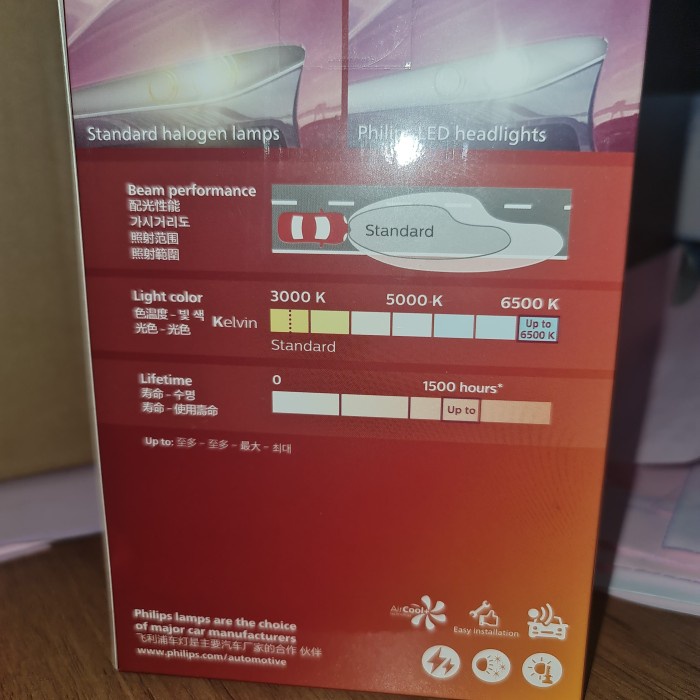 Standard halogen lamps
Philips LED headlights
Beam performance
配光性能
가시거리도
照射范围
照射範囲
Standard
Light color
色温度 - 빛 색
光色 - 光色
Kelvin
3000 K 5000 K 6500 K
Up to
6500 K
Standard
Lifetime
寿命 - 수명
寿命 - 使用壽命
0 1500 hours*
Up to
Up to: 至多 - 至多 - 最大 - 최대
Philips lamps are the choice
of major car manufacturers
飞利浦车灯是主要汽车厂家的合作 伙伴
www.philips.com/automotive
AirCool
Easy installation